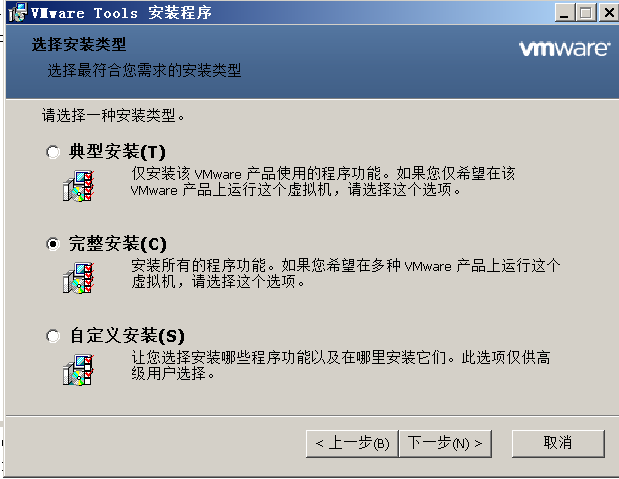 VMware Tools 安装程序
选择安装类型
vmware
选择最符合您需求的安装类型
请选择一种安装类型。
典型安装(T)
仅安装该 VMware 产品使用的程序功能。如果您仅希望在该
VMware 产品上运行这个虚拟机，请选择这个选项。
完整安装(C)
安装所有的程序功能。如果您希望在多种 VMware 产品上运行这个
虚拟机，请选择这个选项。
自定义安装(S)
让您选择安装哪些程序功能以及在哪里安装它们。此选项仅供高
级用户选择。
< 上一步(B) 下一步(N) > 取消